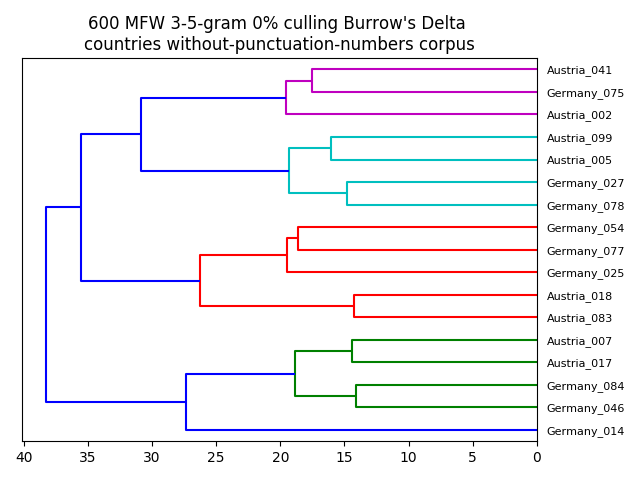 600 MFW 3-5-gram 0% culling Burrow's Delta
countries without-punctuation-numbers corpus
Austria_041
Germany_075
Austria_002
Austria_099
Austria_005
Germany_027
Germany_078
Germany_054
Germany_077
Germany_025
Austria_018
Austria_083
Austria_007
Austria_017
Germany_084
Germany_046
Germany_014
40 35 30 25 20 15 10 5 0